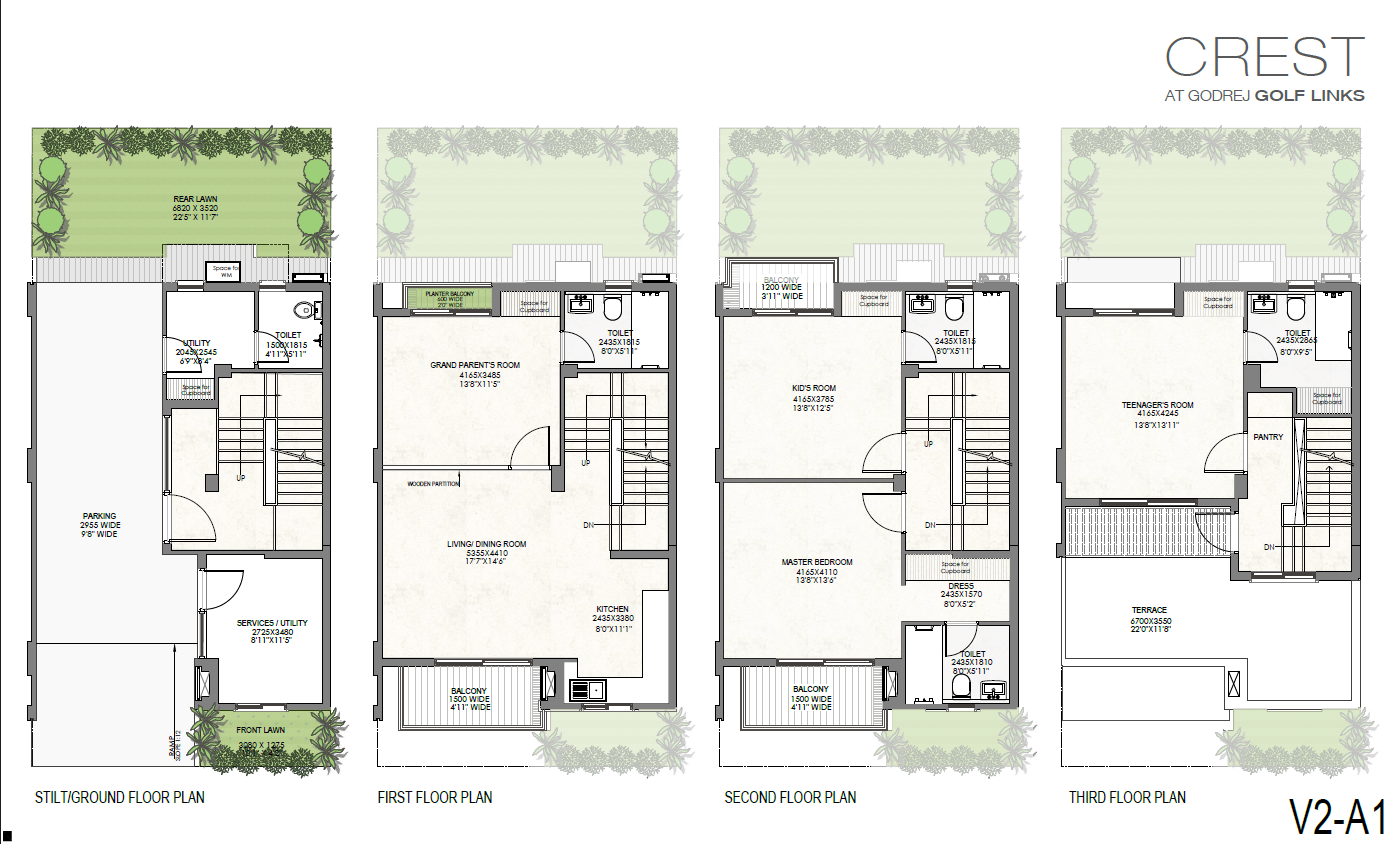 CREST
AT GODREJ GOLF LINKS
REAR LAWN
6820 X 3520
22'5" X 11'7"
Space for
WM
TOILET
1500X1815
4'11"X5'11"
UTILITY
2045X2545
6'9"X8'4"
Space for
Cupboard
UP
PARKING
2955 WIDE
9'8" WIDE
SERVICES / UTILITY
2725X3480
8'11"X11'5"
RAMP
SLOPE 1:12
FRONT LAWN
3080 X 1275
STILT/GROUND FLOOR PLAN
PLANTER BALCONY
600 WIDE
2'0" WIDE
Space for
Cupboard
TOILET
2435X1815
8'0"X5'11"
GRAND PARENT'S ROOM
4165X3485
13'8"X11'5"
UP
WOODEN PARTITION
DN
LIVING/ DINING ROOM
5355X4410
17'7"X14'6"
KITCHEN
2435X3380
8'0"X11'1"
BALCONY
1500 WIDE
4'11" WIDE
FIRST FLOOR PLAN
BALCONY
1200 WIDE
3'11" WIDE
Space for
Cupboard
TOILET
2435X1815
8'0"X5'11"
KID'S ROOM
4165X3785
13'8"X12'5"
UP
DN
MASTER BEDROOM
4165X4110
13'8"X13'6"
Space for
Cupboard
DRESS
2435X1570
8'0"X5'2"
TOILET
2435X1810
8'0"X5'11"
BALCONY
1500 WIDE
4'11" WIDE
SECOND FLOOR PLAN
Space for
Cupboard
TOILET
2435X2865
8'0"X9'5"
TEENAGER'S ROOM
4165X4245
13'8"X13'11"
Space for
Cupboard
PANTRY
DN
TERRACE
6700X3550
22'0"X11'8"
THIRD FLOOR PLAN
V2-A1